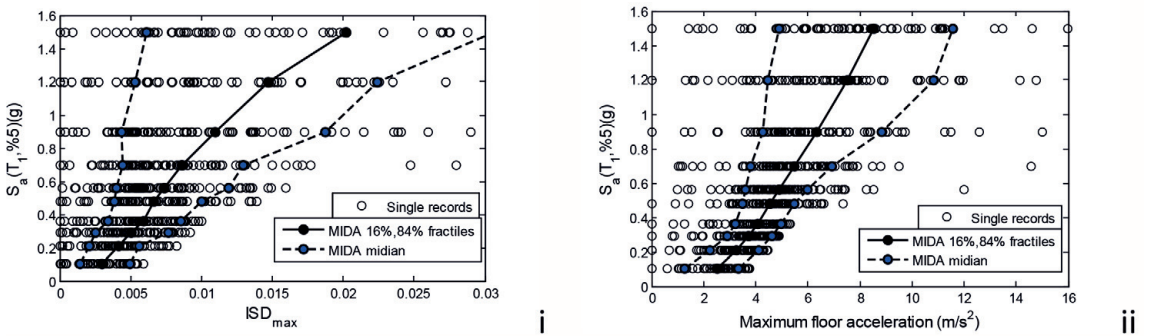 1.6
1.4
1.2
1
0.8
0.6
0.4
0.2
0
Sa(T1,%5)(g)
0 0.005 0.01 0.015 0.02 0.025 0.03
ISDmax
Single records
MIDA 16%,84% fractiles
MIDA midian
i
1.6
1.4
1.2
1
0.8
0.6
0.4
0.2
0
Sa(T1,%5)(g)
0 2 4 6 8 10 12 14 16
Maximum floor acceleration (m/s²)
Single records
MIDA 16%,84% fractiles
MIDA midian
ii